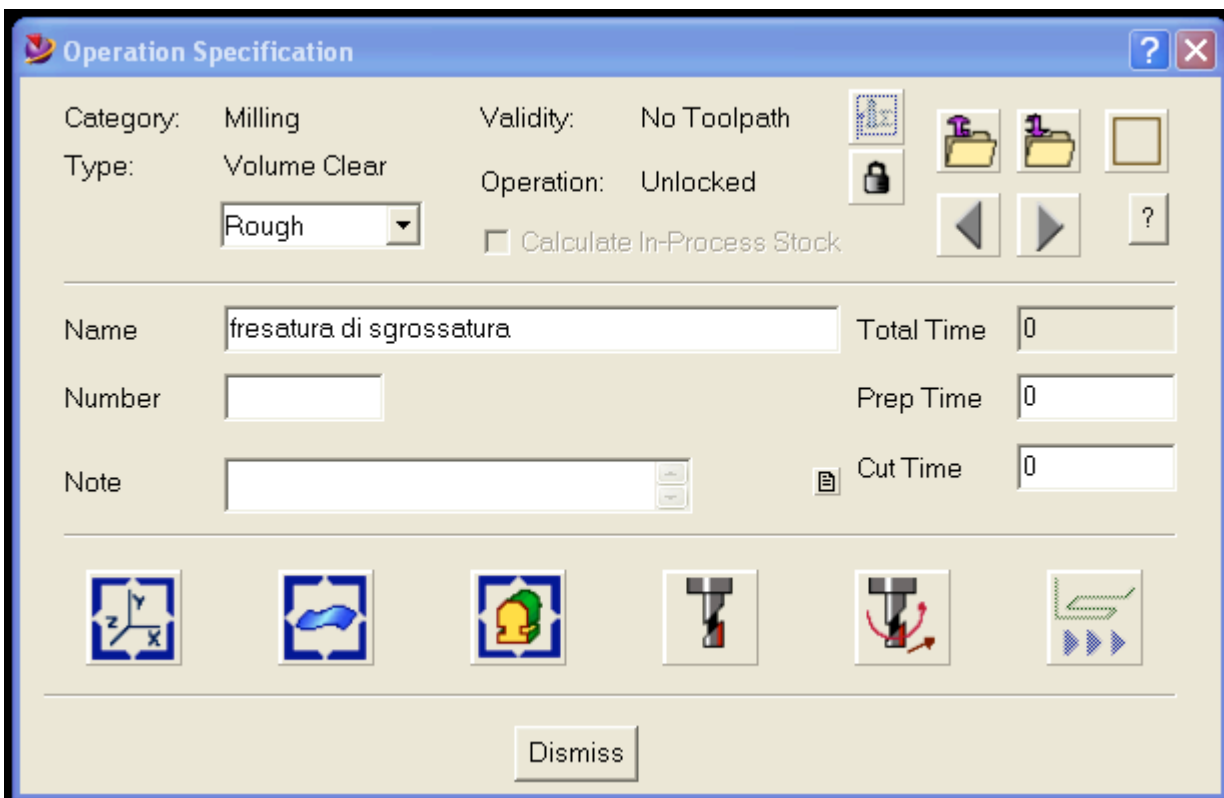 Operation Specification
?
Category: Milling Validity: No Toolpath
Type: Volume Clear Operation: Unlocked
Rough
Calculate In-Process Stock
?
Name fresatura di sgrossatura Total Time 0
Number Prep Time 0
Note Cut Time 0
Z Y X
Dismiss